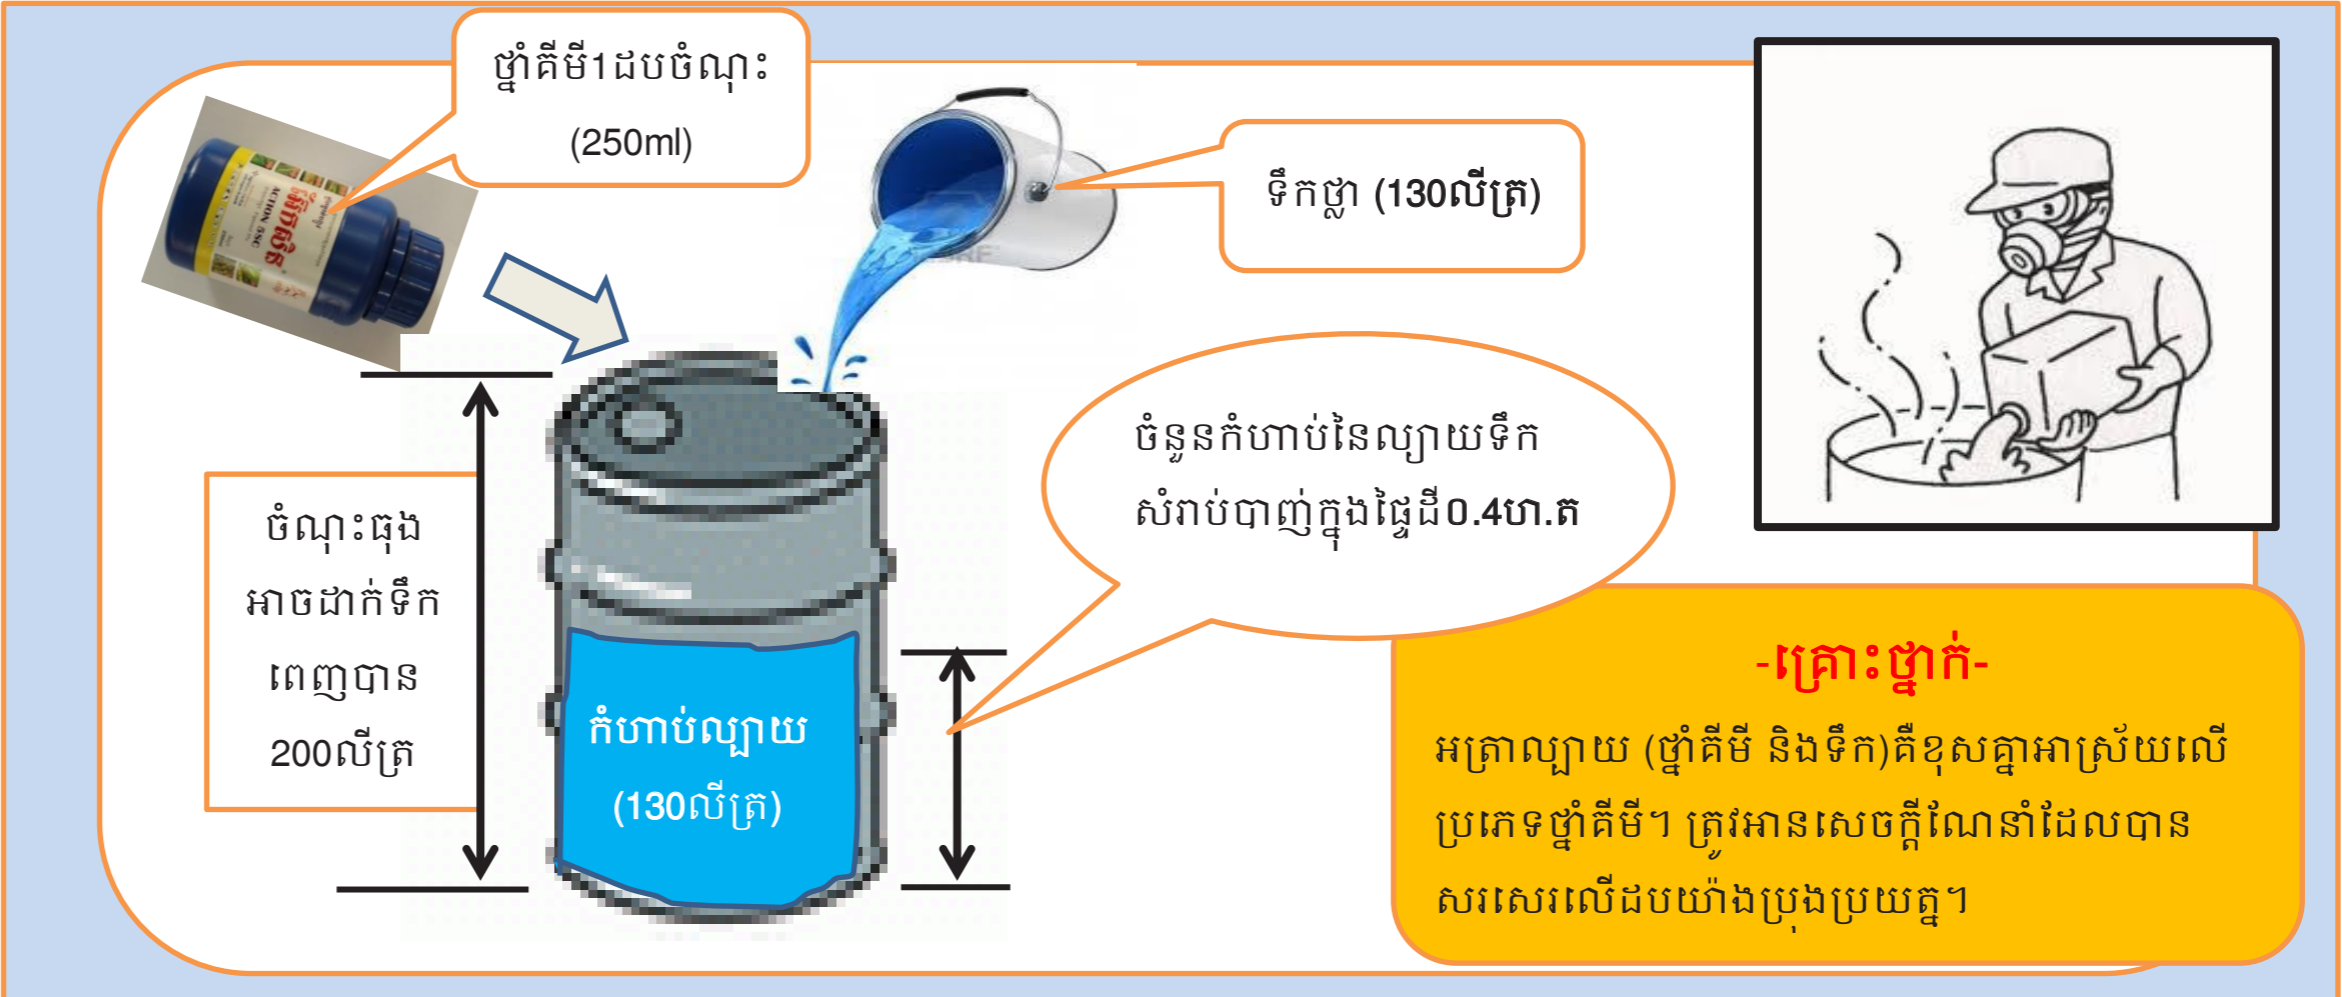 ថ្នាំគីមី1ដបចំណុះ
(250ml)
ទឹកថ្លា (130លីត្រ)
ACTION 5SC
ចំនួនកំហាប់នៃល្បាយទឹក
សំរាប់បាញ់ក្នុងផ្ទៃដី0.4ហ.ត
ចំណុះធុង
អាចដាក់ទឹក
ពេញបាន
200លីត្រ
កំហាប់ល្បាយ
(130លីត្រ)
-គ្រោះថ្នាក់-
អត្រាល្បាយ (ថ្នាំគីមី និងទឹក)គឺខុសគ្នាអាស្រ័យលើ
ប្រភេទថ្នាំគីមី។ ត្រូវអានសេចក្តីណែនាំដែលបាន
សរសេរលើដបយ៉ាងប្រុងប្រយត្ន។